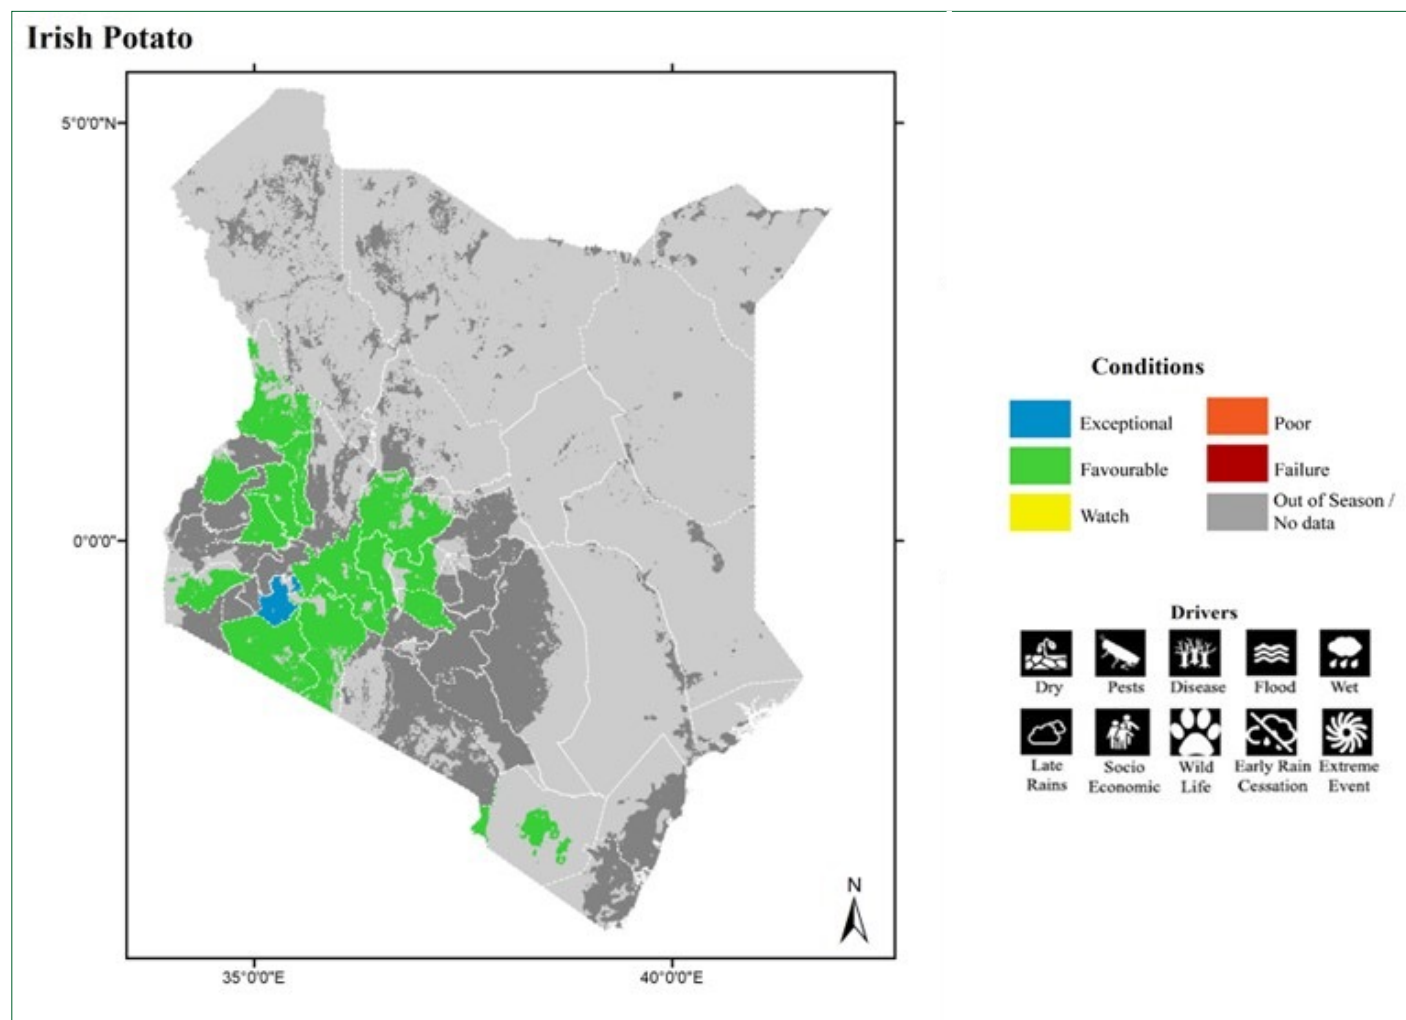 Irish Potato
5°0'0"N
0°0'0"
35°0'0"E
40°0'0"E
N
Conditions
Exceptional
Poor
Favourable
Failure
Watch
Out of Season /
No data
Drivers
Dry
Pests
Disease
Flood
Wet
Late
Rains
Socio
Economic
Wild
Life
Early Rain
Cessation
Extreme
Event